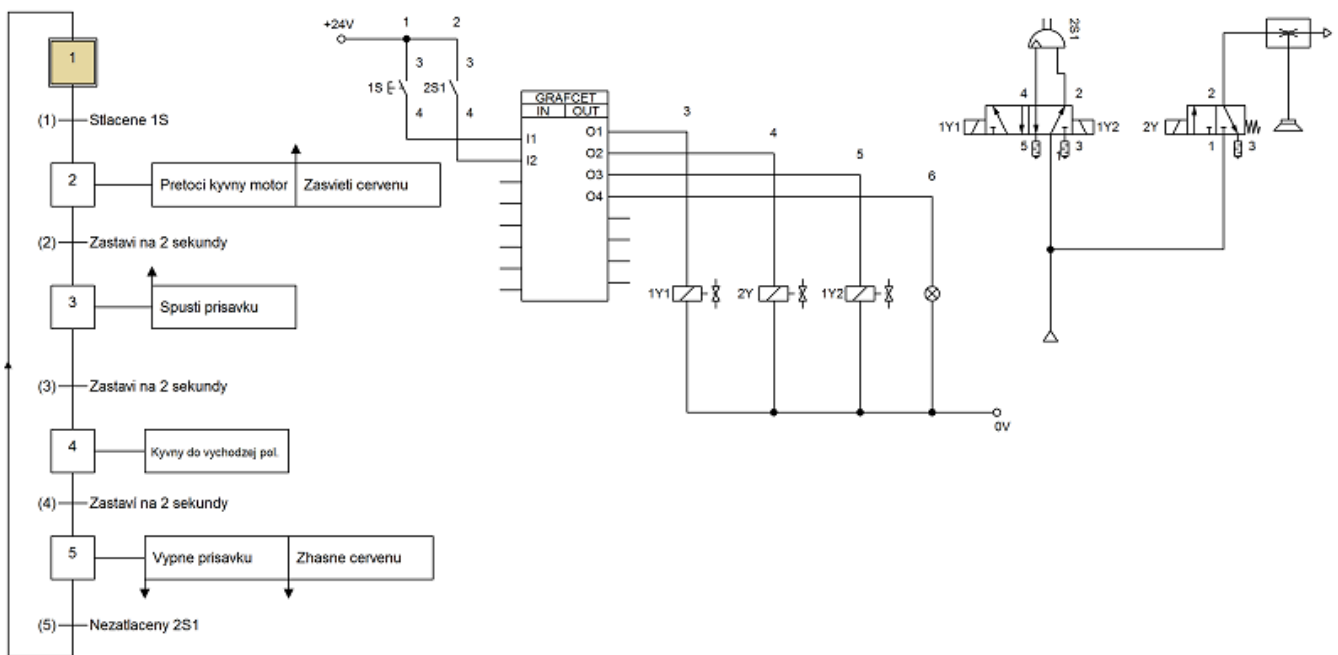 1
(1) Stlacene 1S
2 Pretoci kyvny motor Zasvieti cervenu
(2) Zastavi na 2 sekundy
3 Spusti prisavku
(3) Zastavi na 2 sekundy
4 Kyvny do vychodzej pol.
(4) Zastavi na 2 sekundy
5 Vypne prisavku Zhasne cervenu
(5) Nezatlaceny 2S1
+24V 1 2
3 3
1S 2S1
4 4
GRAFCET
IN OUT
I1 O1
I2 O2
O3
O4
3
4
5
6
1Y1 2Y 1Y2
0V
2S1
4 2
1Y1 1Y2
5 1 3
2
2Y
1 3